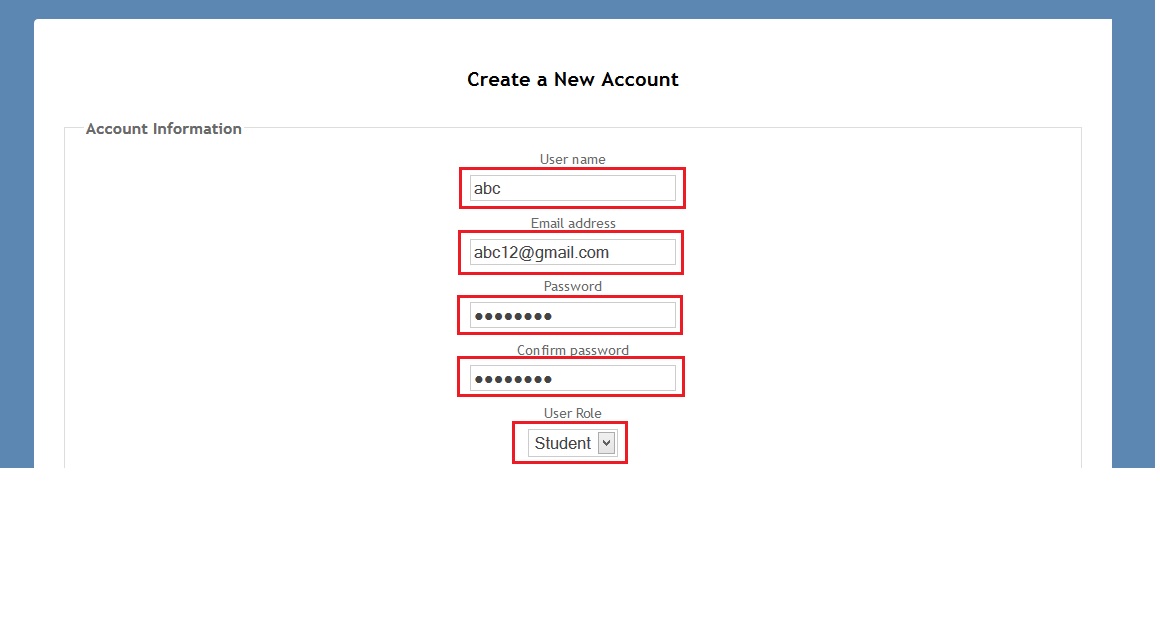 Create a New Account
Account Information
User name
abc
Email address
abc12@gmail.com
Password
●●●●●●●●
Confirm password
●●●●●●●●
User Role
Student